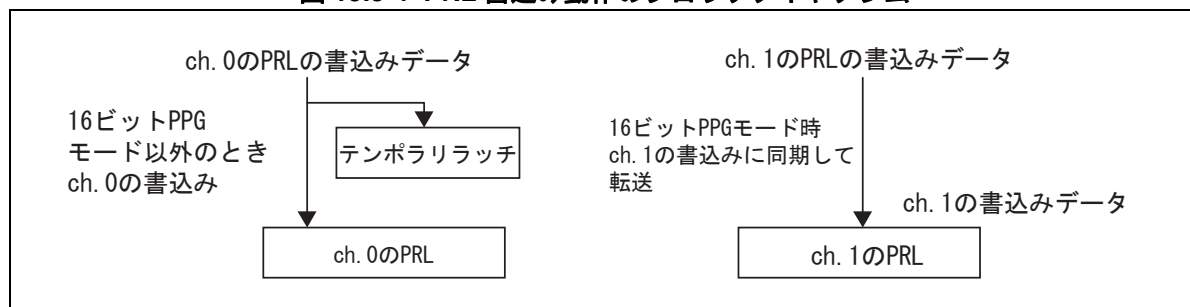 ch.0のPRLの書込みデータ
16ビットPPG
モード以外のとき
ch.0の書込み
テンポラリラッチ
ch.0のPRL
ch.1のPRLの書込みデータ
16ビットPPGモード時
ch.1の書込みに同期して
転送
ch.1の書込みデータ
ch.1のPRL